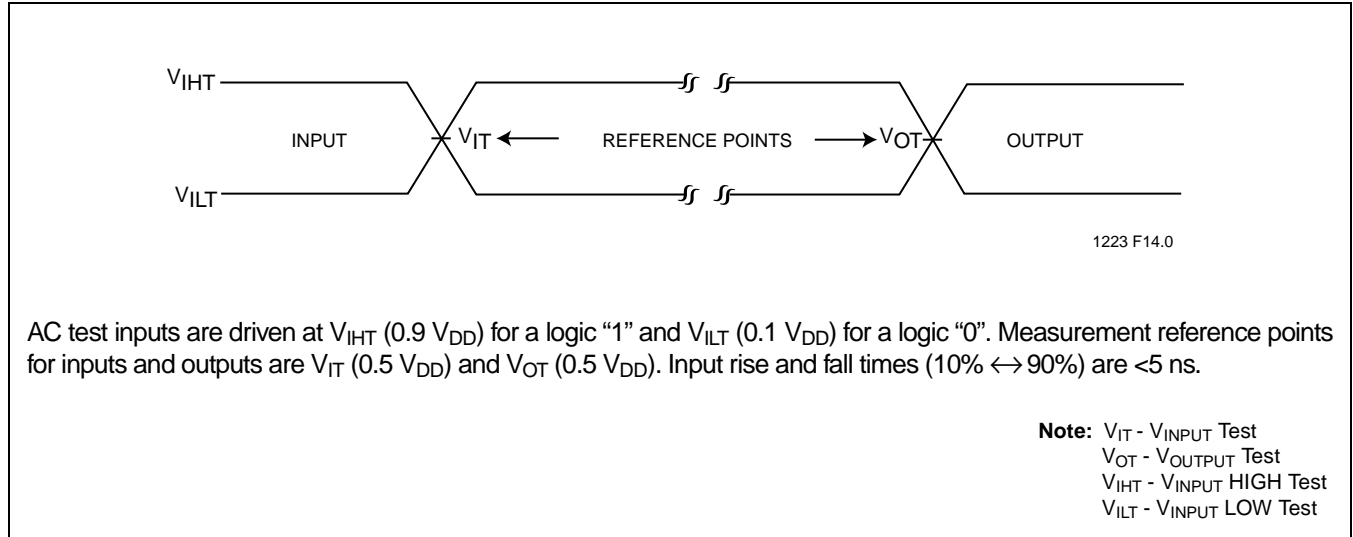 VIHT
INPUT VIT REFERENCE POINTS VOT OUTPUT
VILT
1223 F14.0
AC test inputs are driven at VIHT (0.9 VDD) for a logic “1” and VILT (0.1 VDD) for a logic “0”. Measurement reference points
for inputs and outputs are VIT (0.5 VDD) and VOT (0.5 VDD). Input rise and fall times (10% ↔ 90%) are <5 ns.
Note: VIT - VINPUT Test
VOT - VOUTPUT Test
VIHT - VINPUT HIGH Test
VILT - VINPUT LOW Test